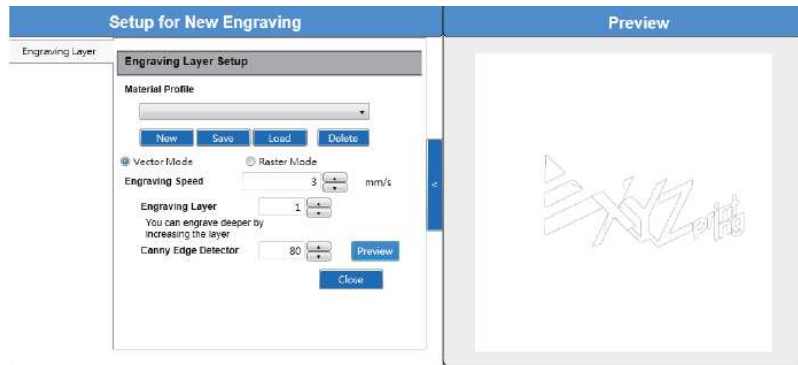 Setup for New Engraving
Preview
Engraving Layer
Engraving Layer Setup
Material Profile
New Save Load Delete
Vector Mode Raster Mode
Engraving Speed 3 mm/s
Engraving Layer 1
You can engrave deeper by
increasing the layer
Canny Edge Detector 80 Preview
Close
<
XYZprinting